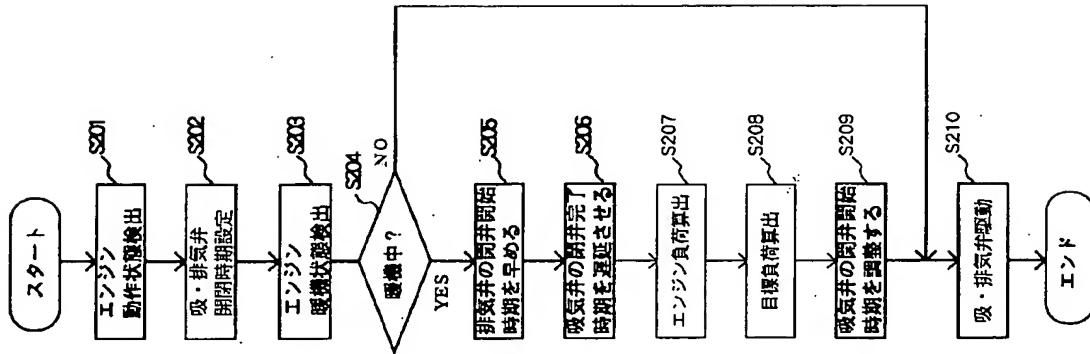 スタート
S201
エンジン
動作状態検出
S202
吸・排気弁
開閉時期設定
S203
エンジン
暖機状態検出
S204
暖機中?
NO
YES
S205
排気弁の閉弁開始
時期を早める
S206
吸気弁の閉弁完了
時期を遅延させる
S207
エンジン負荷算出
S208
目標負荷算出
S209
吸気弁の閉弁開始
時期を調整する
S210
吸・排気弁駆動
エンド